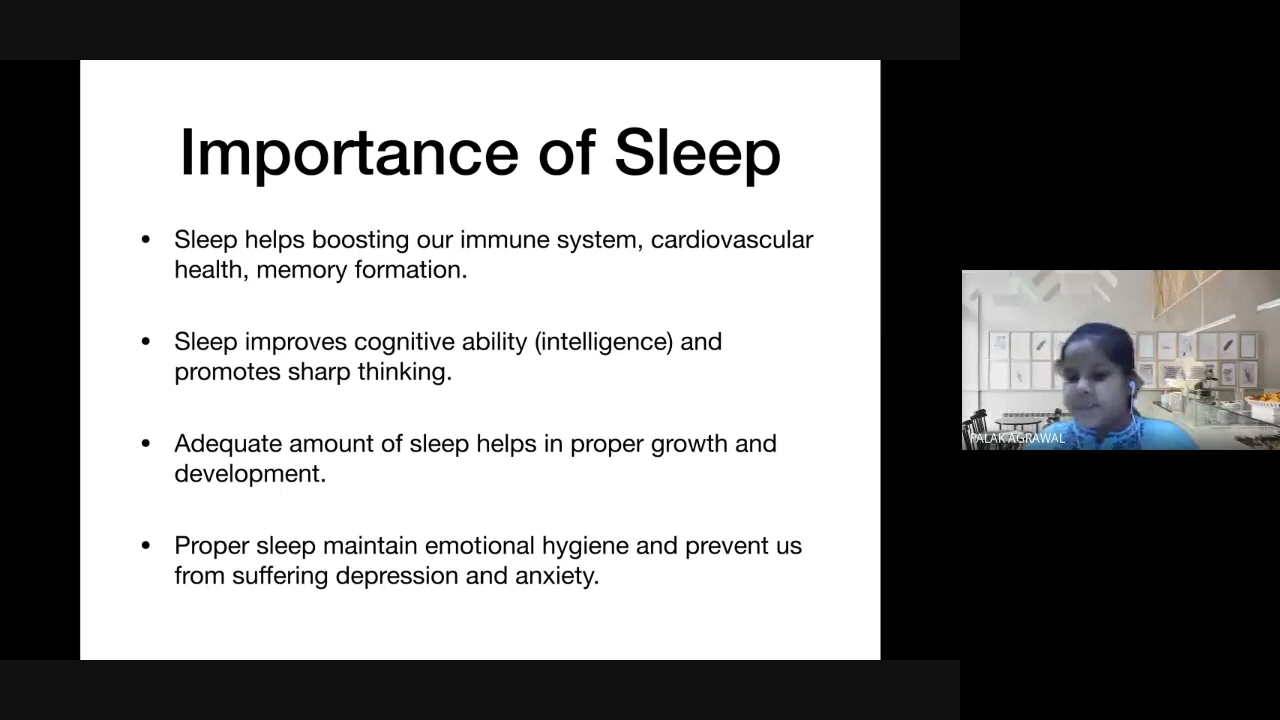 Importance of Sleep
• Sleep helps boosting our immune system, cardiovascular
health, memory formation.
• Sleep improves cognitive ability (intelligence) and
promotes sharp thinking.
• Adequate amount of sleep helps in proper growth and
development.
• Proper sleep maintain emotional hygiene and prevent us
from suffering depression and anxiety.
PALAK AGRAWAL